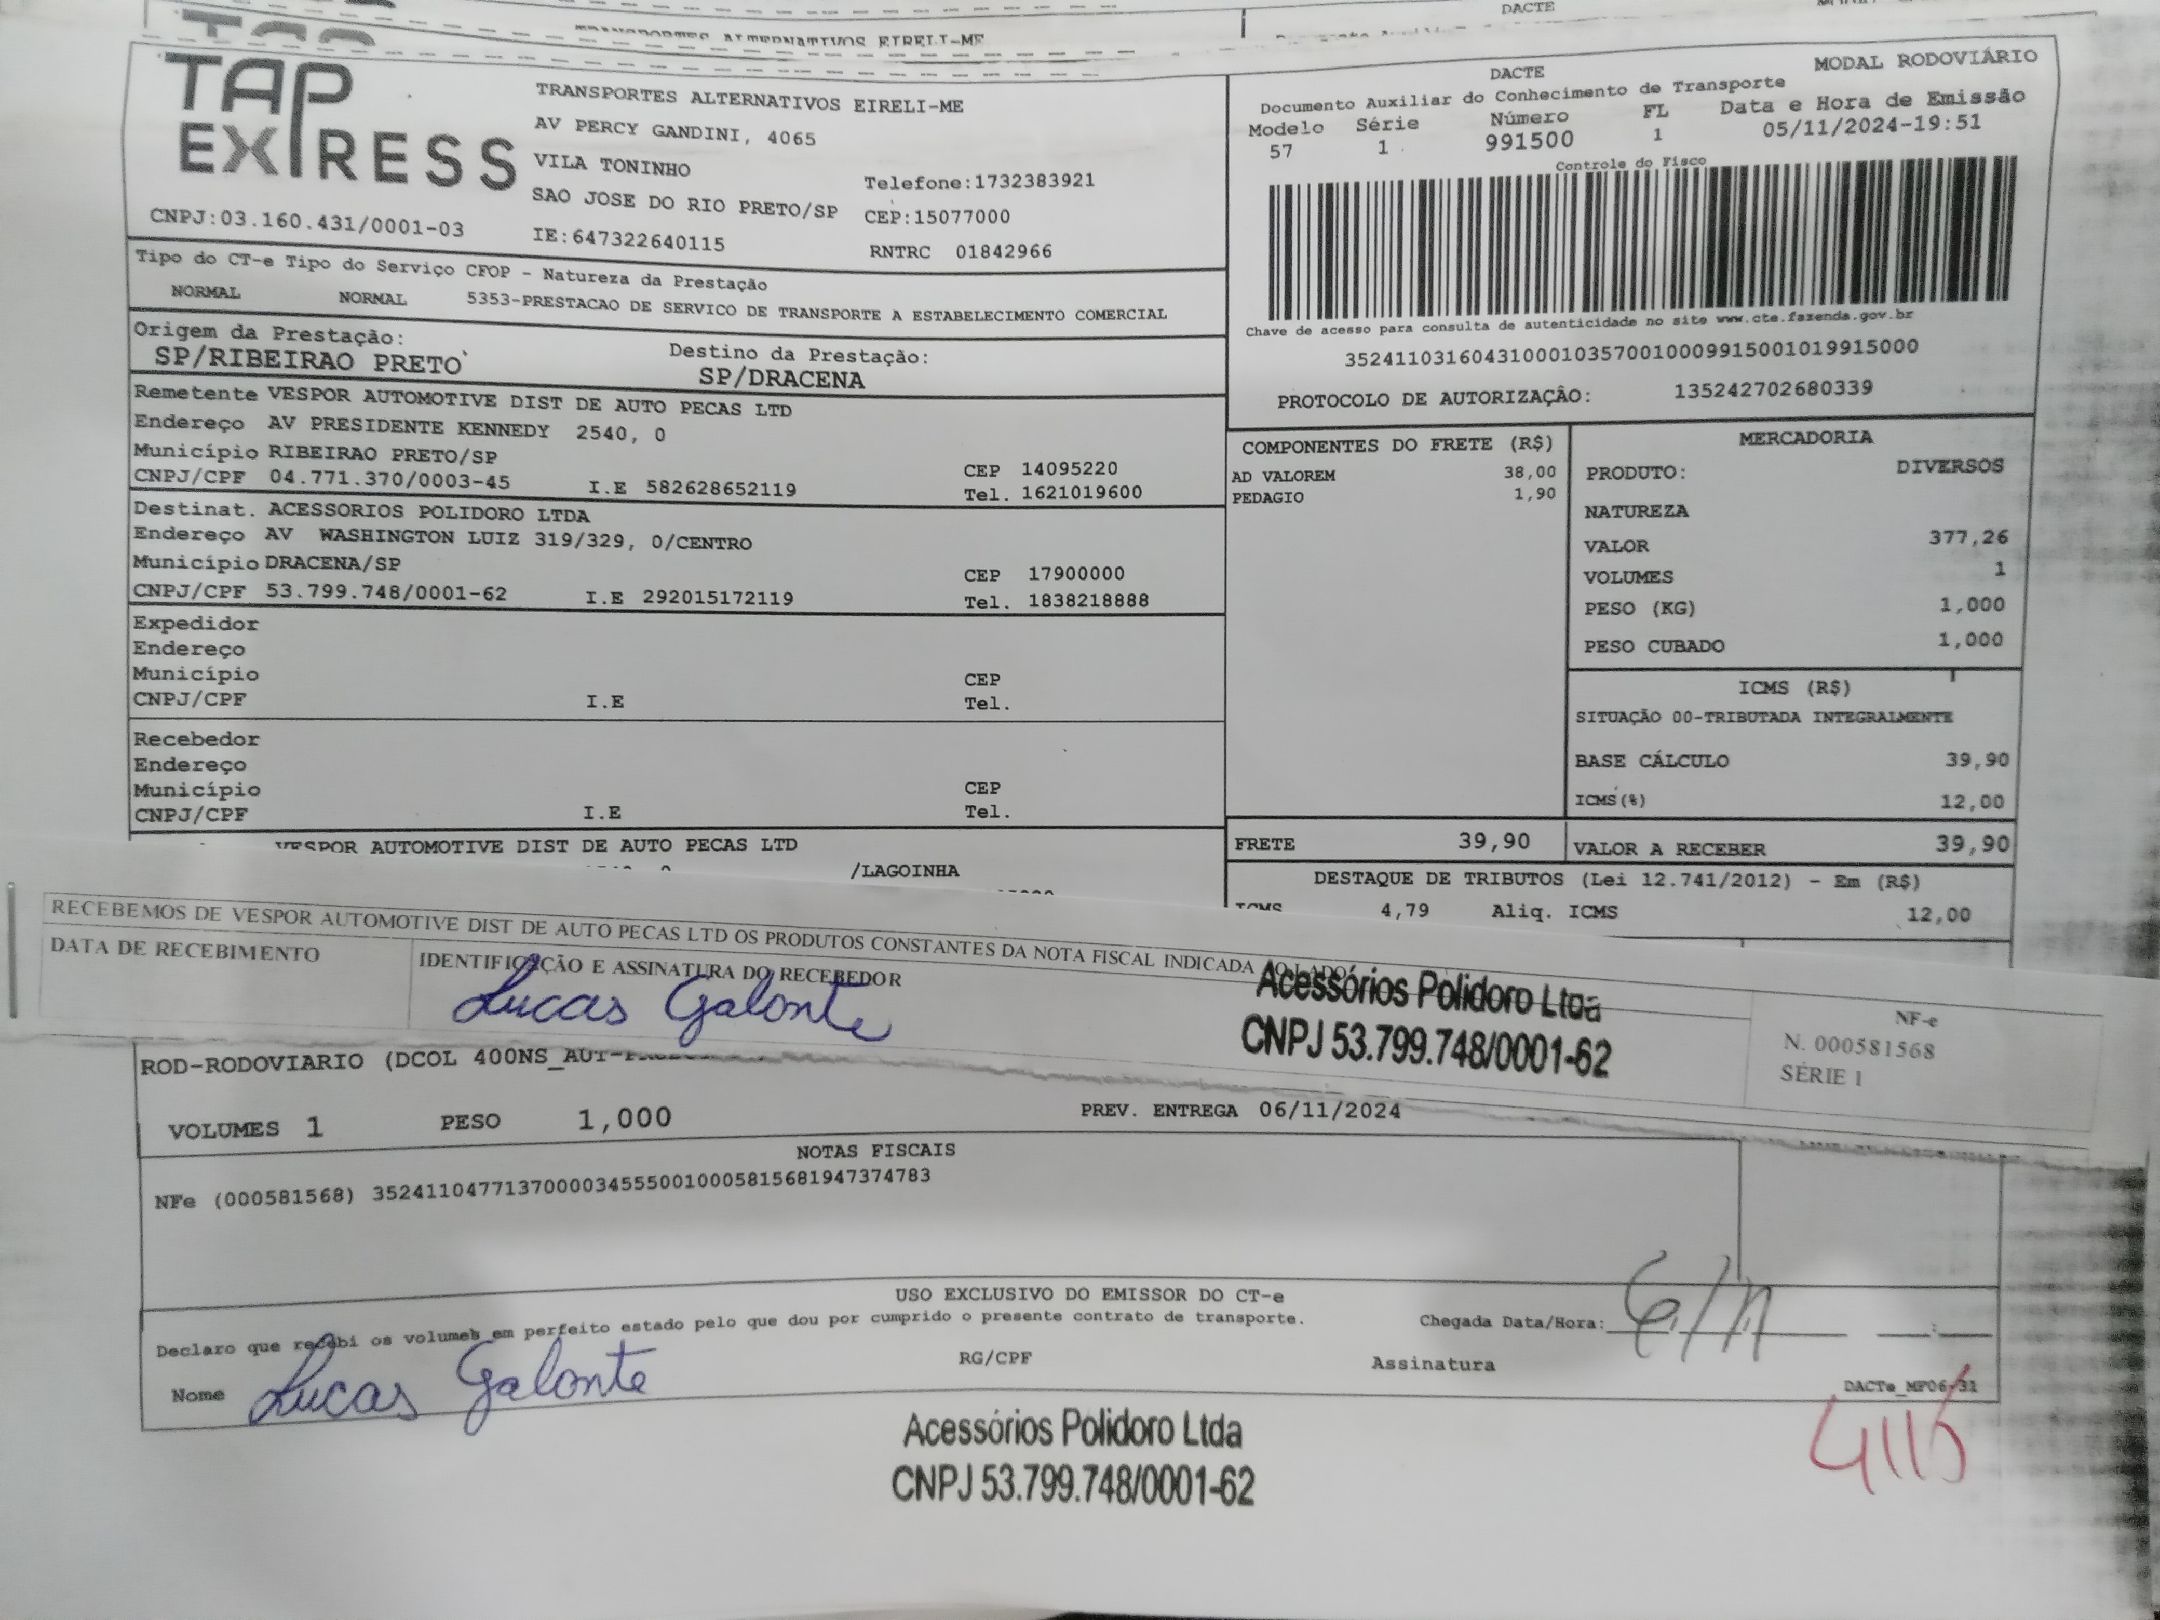 DACTE
TRANSPORTES ALTERNATIVOS EIRELI-ME
TAP EXPRESS
TRANSPORTES ALTERNATIVOS EIRELI-ME
AV PERCY GANDINI, 4065
VILA TONINHO
Telefone:1732383921
SAO JOSE DO RIO PRETO/SP CEP:15077000
CNPJ:03.160.431/0001-03 IE:647322640115 RNTRC 01842966
DACTE MODAL RODOVIÁRIO
Documento Auxiliar do Conhecimento de Transporte
Modelo Série Número FL Data e Hora de Emissão
57 1 991500 1 05/11/2024-19:51
Controle do Fisco
Chave de acesso para consulta de autenticidade no site www.cte.fazenda.gov.br
35241103160431000103570010009915001019915000
PROTOCOLO DE AUTORIZAÇÃO: 135242702680339
Tipo do CT-e Tipo do Serviço CFOP - Natureza da Prestação
NORMAL NORMAL 5353-PRESTACAO DE SERVICO DE TRANSPORTE A ESTABELECIMENTO COMERCIAL
Origem da Prestação: Destino da Prestação:
SP/RIBEIRAO PRETO SP/DRACENA
Remetente VESPOR AUTOMOTIVE DIST DE AUTO PECAS LTD
Endereço AV PRESIDENTE KENNEDY 2540, 0
Município RIBEIRAO PRETO/SP CEP 14095220
CNPJ/CPF 04.771.370/0003-45 I.E 582628652119 Tel. 1621019600
Destinat. ACESSORIOS POLIDORO LTDA
Endereço AV WASHINGTON LUIZ 319/329, 0/CENTRO
Município DRACENA/SP CEP 17900000
CNPJ/CPF 53.799.748/0001-62 I.E 292015172119 Tel. 1838218888
Expedidor
Endereço
Município CEP
CNPJ/CPF I.E Tel.
Recebedor
Endereço
Município CEP
CNPJ/CPF I.E Tel.
VESPOR AUTOMOTIVE DIST DE AUTO PECAS LTD
/LAGOINHA
COMPONENTES DO FRETE (R$)
AD VALOREM 38,00
PEDAGIO 1,90
MERCADORIA
PRODUTO: DIVERSOS
NATUREZA
VALOR 377,26
VOLUMES 1
PESO (KG) 1,000
PESO CUBADO 1,000
ICMS (R$)
SITUAÇÃO 00-TRIBUTADA INTEGRALMENTE
BASE CÁLCULO 39,90
ICMS(%) 12,00
FRETE 39,90 VALOR A RECEBER 39,90
DESTAQUE DE TRIBUTOS (Lei 12.741/2012) - Em (R$)
ICMS 4,79 Aliq. ICMS 12,00
RECEBEMOS DE VESPOR AUTOMOTIVE DIST DE AUTO PECAS LTD OS PRODUTOS CONSTANTES DA NOTA FISCAL INDICADA AO LADO
DATA DE RECEBIMENTO IDENTIFICAÇÃO E ASSINATURA DO RECEBEDOR
Lucas Galonte
Acessórios Polidoro Ltda
CNPJ 53.799.748/0001-62
NF-e
N. 000581568
SÉRIE 1
ROD-RODOVIARIO (DCOL 400NS_AUT-
VOLUMES 1 PESO 1,000 PREV. ENTREGA 06/11/2024
NOTAS FISCAIS
NFe (000581568) 35241104771370000345550010005815681947374783
USO EXCLUSIVO DO EMISSOR DO CT-e
Declaro que recebi os volumes em perfeito estado pelo que dou por cumprido o presente contrato de transporte. Chegada Data/Hora: 6/11
Nome Lucas Galonte RG/CPF Assinatura
DACTe_MF06-31
Acessórios Polidoro Ltda
CNPJ 53.799.748/0001-62